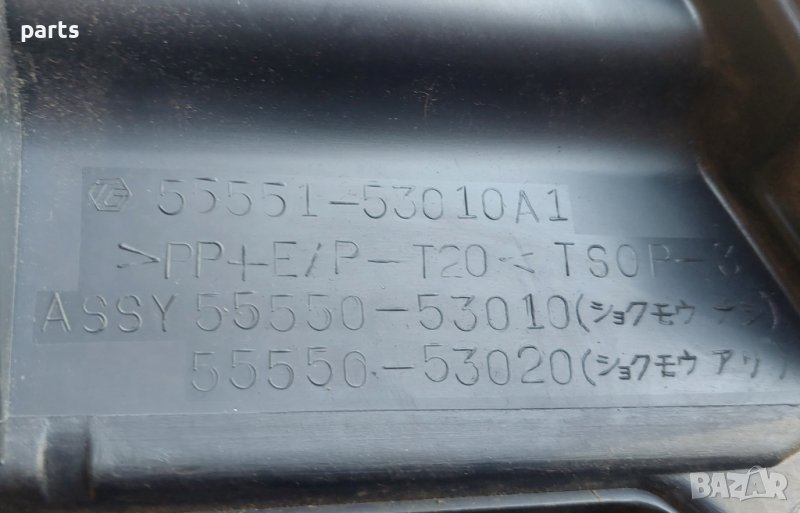 parts
55551-53010A1
>PP+E/P-T20< TSOP-3
ASSY 55550-53010(ショクモウ ナシ)
55550-53020(ショクモウ アリ)
BAZAR